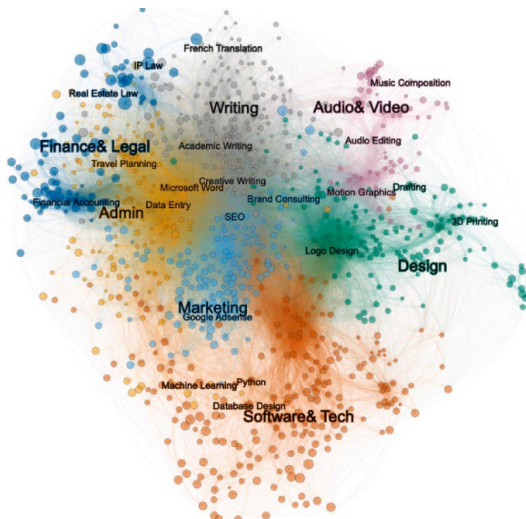 French Translation
IP Law
Music Composition
Real Estate Law
Writing
Audio& Video
Audio Editing
Finance& Legal
Academic Writing
Travel Planning
Creative Writing
Microsoft Word
Motion Graphics
Drafting
Financial Accounting
Data Entry
Brand Consulting
Admin
SEO
3D Printing
Logo Design
Design
Marketing
Google Adsense
Machine Learning
Python
Database Design
Software& Tech